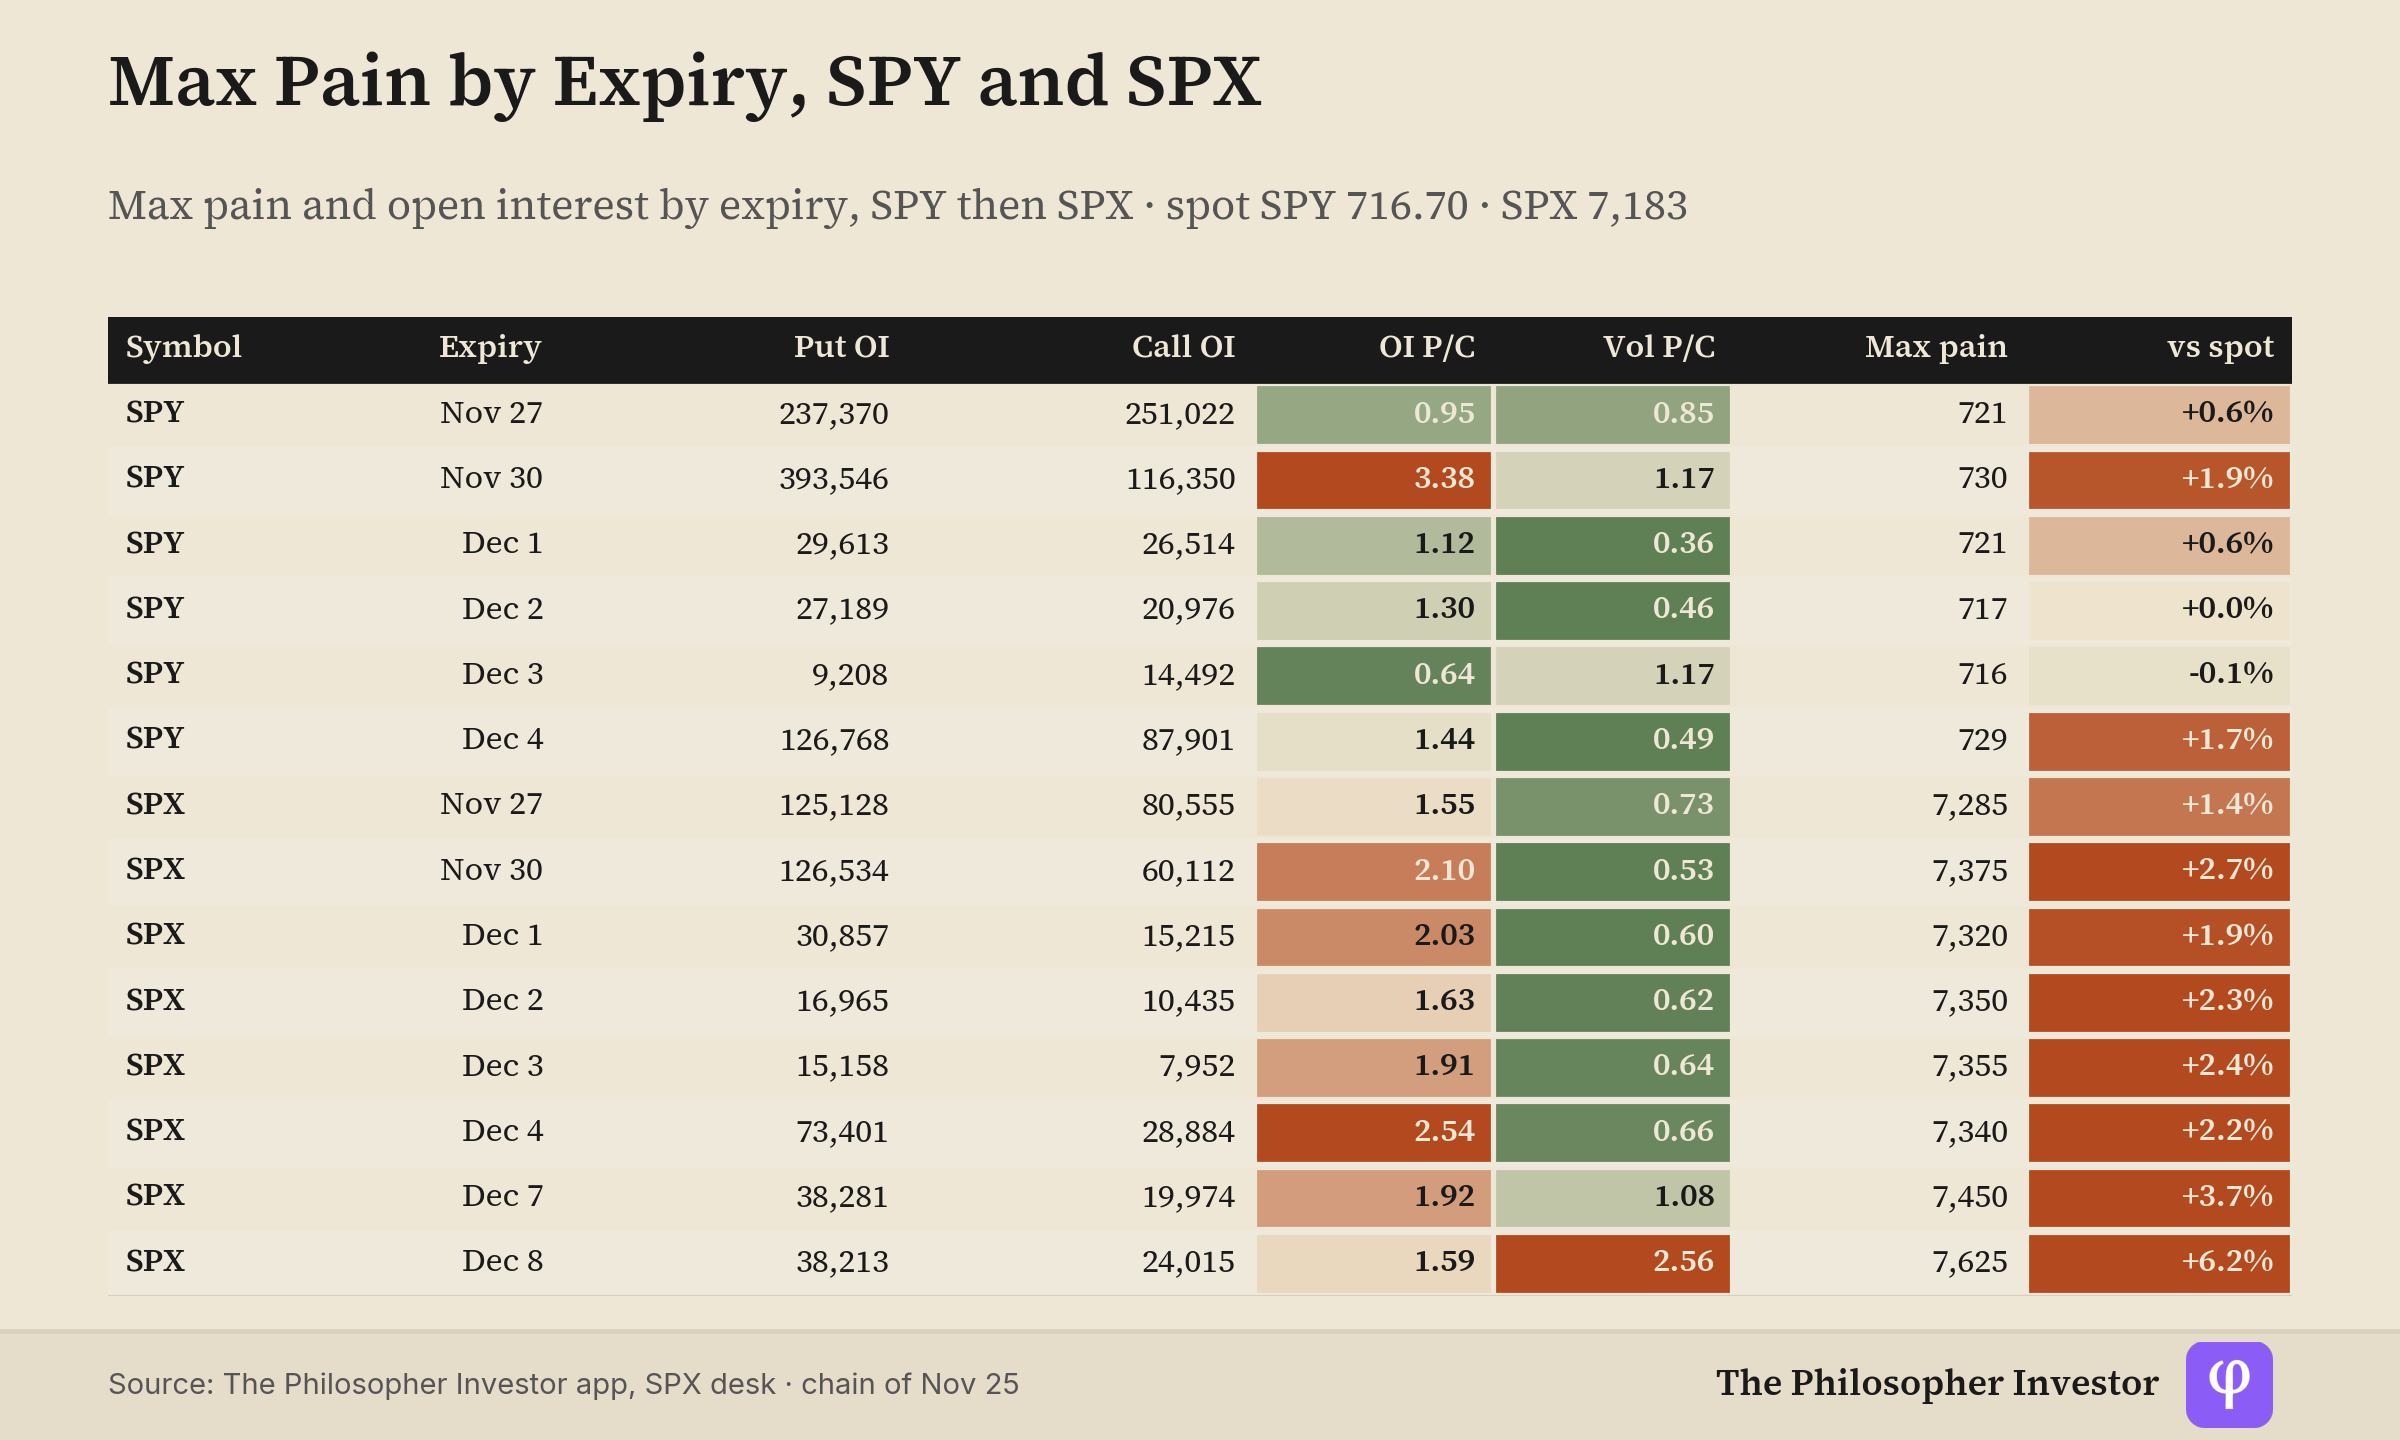 Max Pain by Expiry, SPY and SPX
Max pain and open interest by expiry, SPY then SPX · spot SPY 716.70 · SPX 7,183
Symbol Expiry Put OI Call OI OI P/C Vol P/C Max pain vs spot
SPY Nov 27 237,370 251,022 0.95 0.85 721 +0.6%
SPY Nov 30 393,546 116,350 3.38 1.17 730 +1.9%
SPY Dec 1 29,613 26,514 1.12 0.36 721 +0.6%
SPY Dec 2 27,189 20,976 1.30 0.46 717 +0.0%
SPY Dec 3 9,208 14,492 0.64 1.17 716 -0.1%
SPY Dec 4 126,768 87,901 1.44 0.49 729 +1.7%
SPX Nov 27 125,128 80,555 1.55 0.73 7,285 +1.4%
SPX Nov 30 126,534 60,112 2.10 0.53 7,375 +2.7%
SPX Dec 1 30,857 15,215 2.03 0.60 7,320 +1.9%
SPX Dec 2 16,965 10,435 1.63 0.62 7,350 +2.3%
SPX Dec 3 15,158 7,952 1.91 0.64 7,355 +2.4%
SPX Dec 4 73,401 28,884 2.54 0.66 7,340 +2.2%
SPX Dec 7 38,281 19,974 1.92 1.08 7,450 +3.7%
SPX Dec 8 38,213 24,015 1.59 2.56 7,625 +6.2%
Source: The Philosopher Investor app, SPX desk · chain of Nov 25
The Philosopher Investor φ